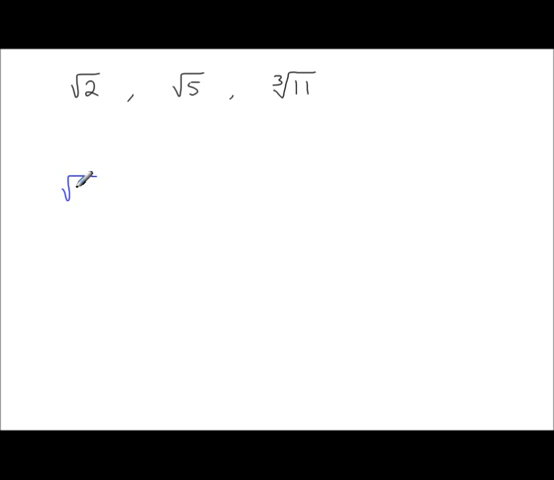 √2 , √5 , ∛11
√